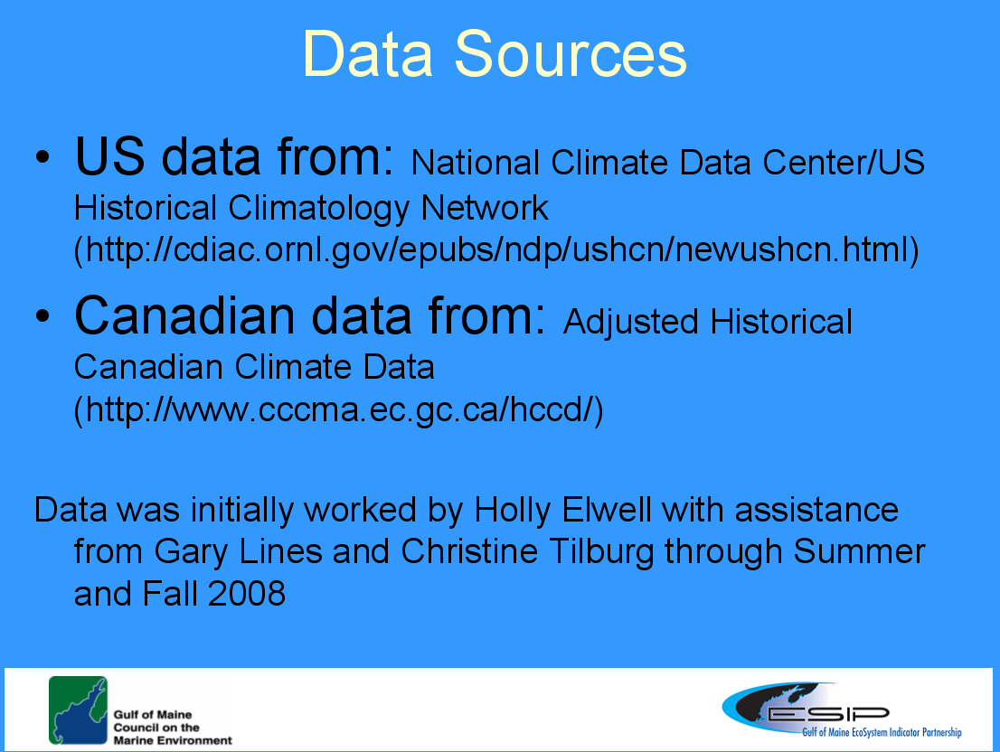 Data Sources
• US data from: National Climate Data Center/US
Historical Climatology Network
(http://cdiac.ornl.gov/epubs/ndp/ushcn/newushcn.html)
• Canadian data from: Adjusted Historical
Canadian Climate Data
(http://www.cccma.ec.gc.ca/hccd/)
Data was initially worked by Holly Elwell with assistance
from Gary Lines and Christine Tilburg through Summer
and Fall 2008
Gulf of Maine
Council on the
Marine Environment
ESIP
Gulf of Maine EcoSystem Indicator Partnership